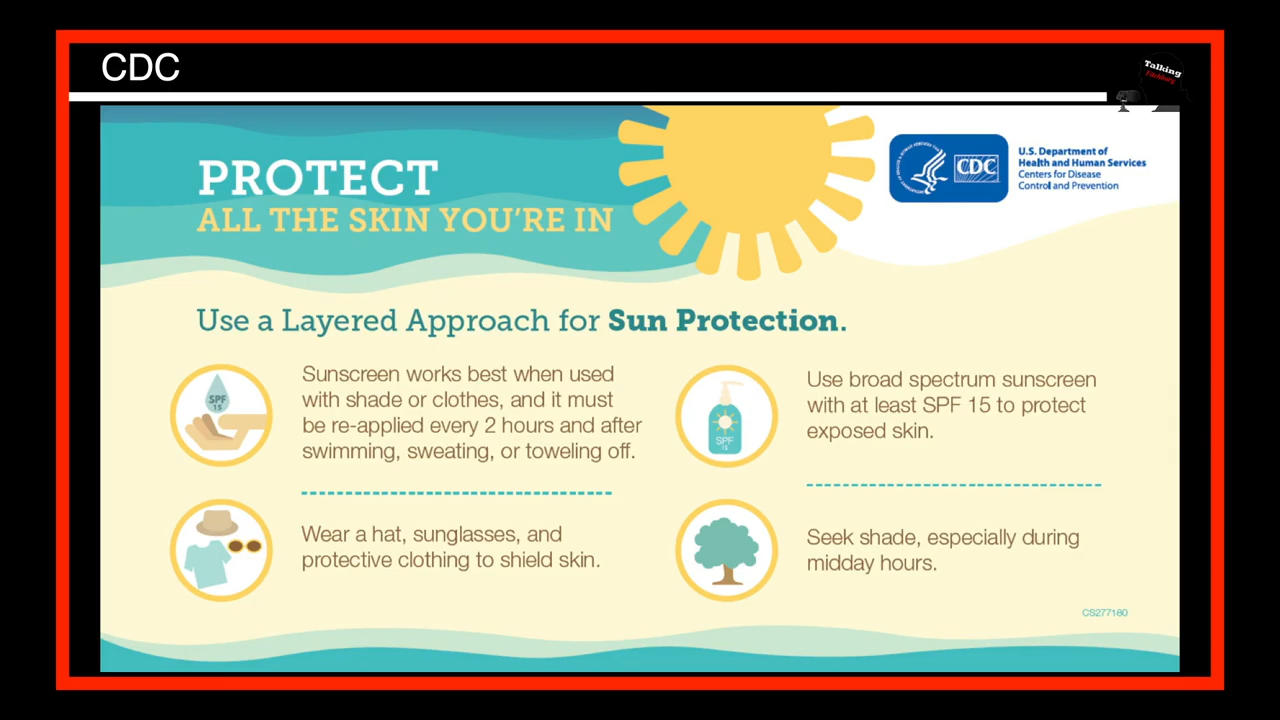 CDC
Talking
Fitchburg
PROTECT
ALL THE SKIN YOU'RE IN
CDC
U.S. Department of
Health and Human Services
Centers for Disease
Control and Prevention
Use a Layered Approach for Sun Protection.
SPF
15
Sunscreen works best when used
with shade or clothes, and it must
be re-applied every 2 hours and after
swimming, sweating, or toweling off.
SPF
15
Use broad spectrum sunscreen
with at least SPF 15 to protect
exposed skin.
Wear a hat, sunglasses, and
protective clothing to shield skin.
Seek shade, especially during
midday hours.
CS277180